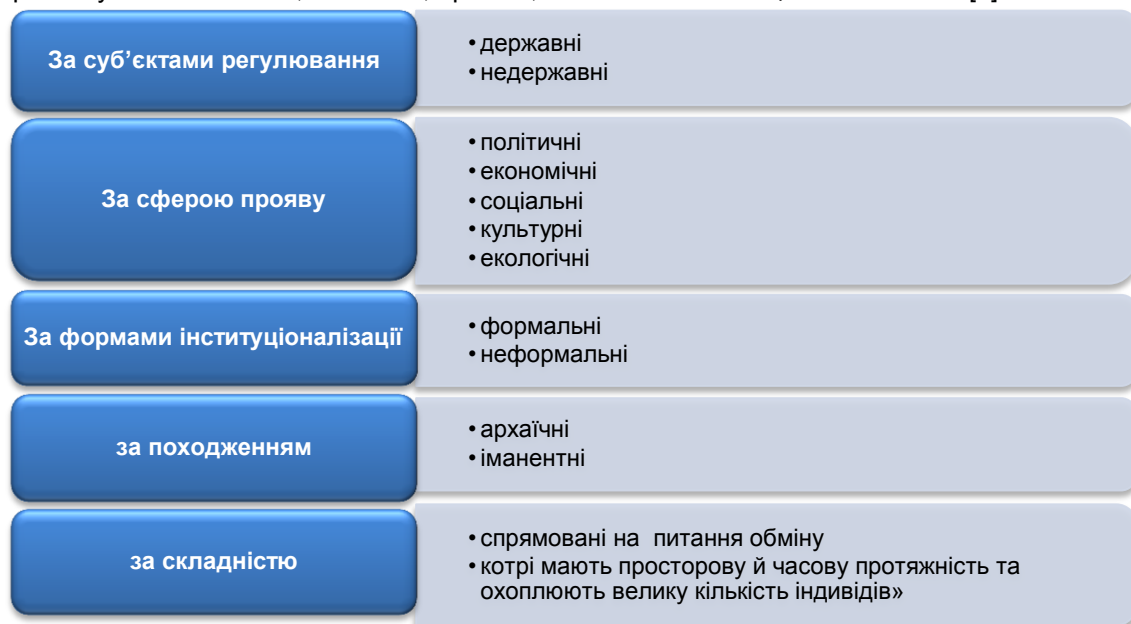 За суб’єктами регулювання
• державні
• недержавні
За сферою прояву
• політичні
• економічні
• соціальні
• культурні
• екологічні
За формами інституціоналізації
• формальні
• неформальні
за походженням
• архаїчні
• іманентні
за складністю
• спрямовані на питання обміну
• котрі мають просторову й часову протяжність та
охоплюють велику кількість індивідів»